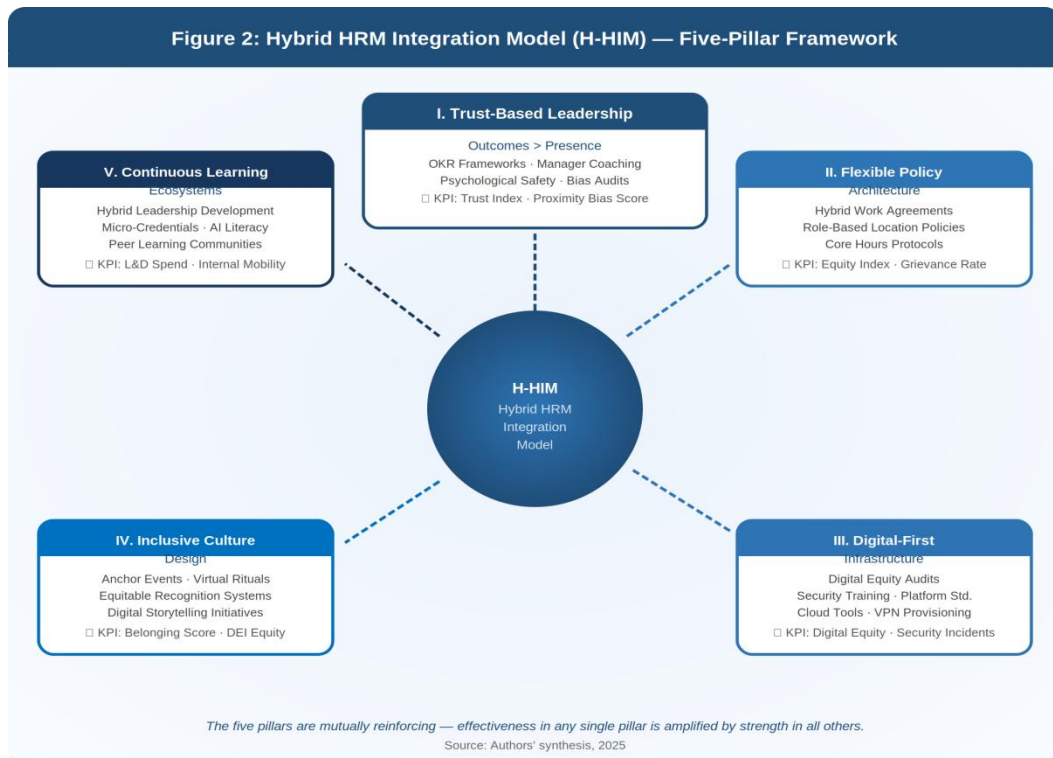 Figure 2: Hybrid HRM Integration Model (H-HIM) — Five-Pillar Framework
I. Trust-Based Leadership
Outcomes > Presence
OKR Frameworks · Manager Coaching
Psychological Safety · Bias Audits
□ KPI: Trust Index · Proximity Bias Score
V. Continuous Learning
Ecosystems
Hybrid Leadership Development
Micro-Credentials · AI Literacy
Peer Learning Communities
□ KPI: L&D Spend · Internal Mobility
II. Flexible Policy
Architecture
Hybrid Work Agreements
Role-Based Location Policies
Core Hours Protocols
□ KPI: Equity Index · Grievance Rate
H-HIM
Hybrid HRM
Integration
Model
IV. Inclusive Culture
Design
Anchor Events · Virtual Rituals
Equitable Recognition Systems
Digital Storytelling Initiatives
□ KPI: Belonging Score · DEI Equity
III. Digital-First
Infrastructure
Digital Equity Audits
Security Training · Platform Std.
Cloud Tools · VPN Provisioning
□ KPI: Digital Equity · Security Incidents
The five pillars are mutually reinforcing — effectiveness in any single pillar is amplified by strength in all others.
Source: Authors' synthesis, 2025